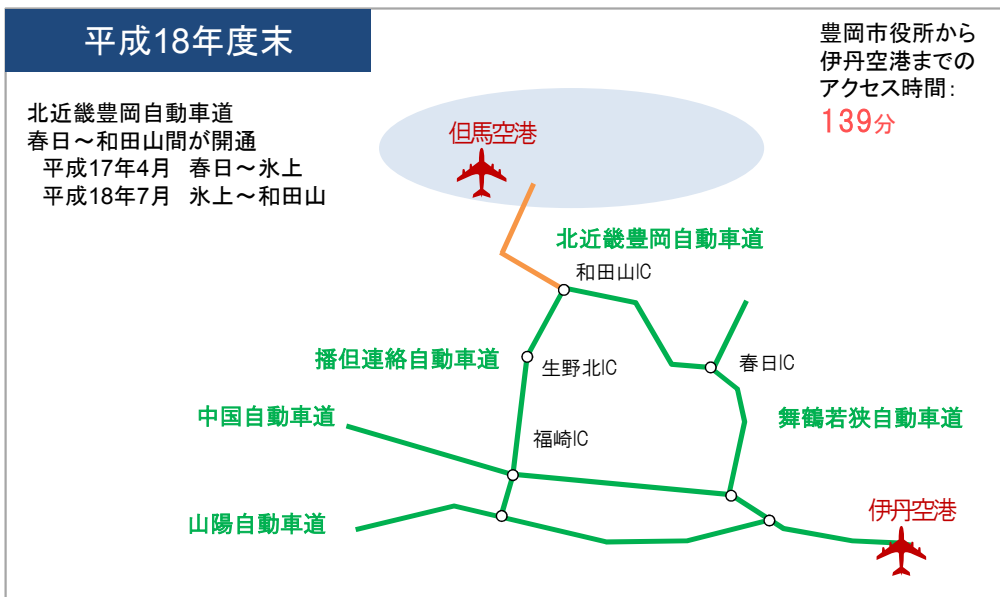 平成18年度末
豊岡市役所から
伊丹空港までの
アクセス時間：
139分
北近畿豊岡自動車道
春日～和田山間が開通
平成17年4月　春日～氷上
平成18年7月　氷上～和田山
但馬空港
北近畿豊岡自動車道
和田山IC
播但連絡自動車道
生野北IC
春日IC
中国自動車道
福崎IC
舞鶴若狭自動車道
山陽自動車道
伊丹空港